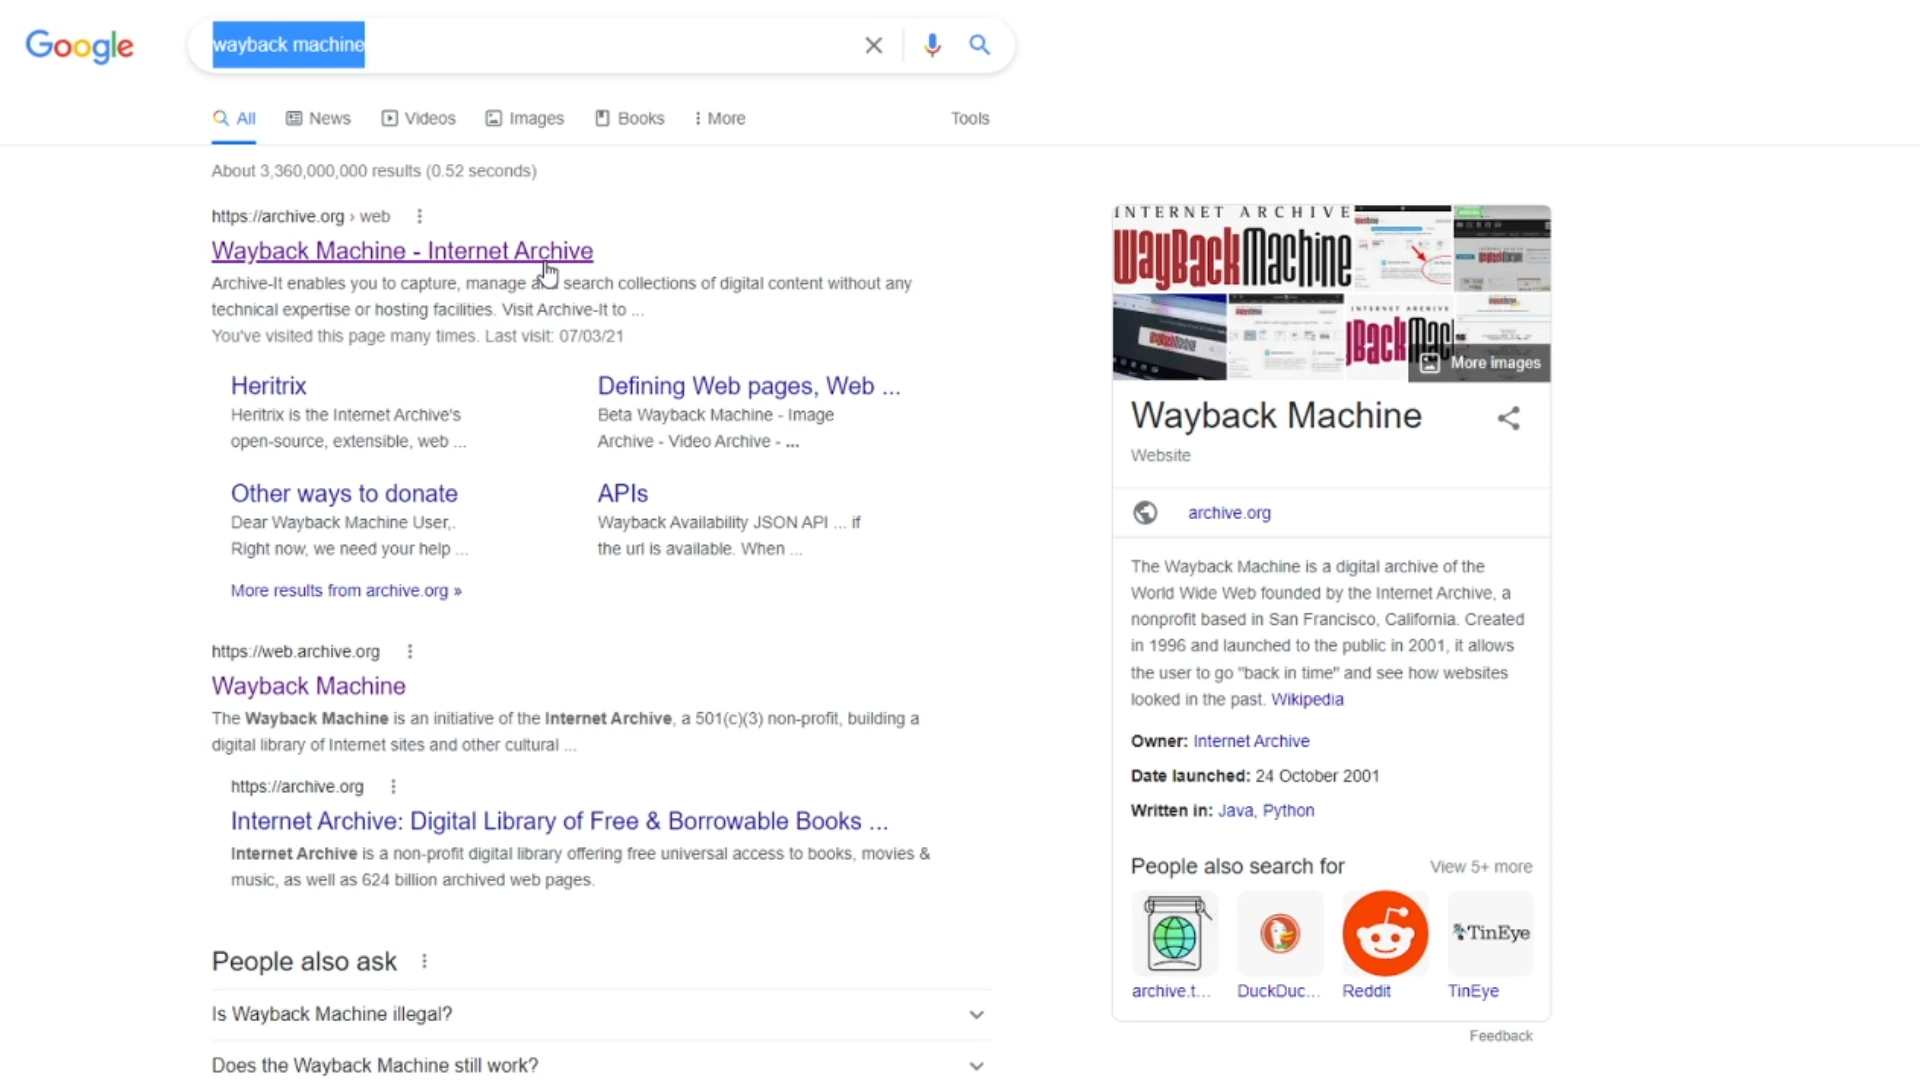 Google
wayback machine
All
News
Videos
Images
Books
More
Tools
About 3,360,000,000 results (0.52 seconds)
https://archive.org › web
Wayback Machine - Internet Archive
Archive-It enables you to capture, manage and search collections of digital content without any
technical expertise or hosting facilities. Visit Archive-It to ...
You've visited this page many times. Last visit: 07/03/21
Heritrix
Heritrix is the Internet Archive's
open-source, extensible, web ...
Defining Web pages, Web ...
Beta Wayback Machine - Image
Archive - Video Archive - ...
Other ways to donate
Dear Wayback Machine User,.
Right now, we need your help ...
APIs
Wayback Availability JSON API ... if
the url is available. When ...
More results from archive.org »
https://web.archive.org
Wayback Machine
The Wayback Machine is an initiative of the Internet Archive, a 501(c)(3) non-profit, building a
digital library of Internet sites and other cultural ...
https://archive.org
Internet Archive: Digital Library of Free & Borrowable Books ...
Internet Archive is a non-profit digital library offering free universal access to books, movies &
music, as well as 624 billion archived web pages.
People also ask
Is Wayback Machine illegal?
Does the Wayback Machine still work?
INTERNET ARCHIVE
WayBackMachine
More images
Wayback Machine
Website
archive.org
The Wayback Machine is a digital archive of the
World Wide Web founded by the Internet Archive, a
nonprofit based in San Francisco, California. Created
in 1996 and launched to the public in 2001, it allows
the user to go "back in time" and see how websites
looked in the past. Wikipedia
Owner: Internet Archive
Date launched: 24 October 2001
Written in: Java, Python
People also search for
View 5+ more
TinEye
archive.t...
DuckDuc...
Reddit
TinEye
Feedback